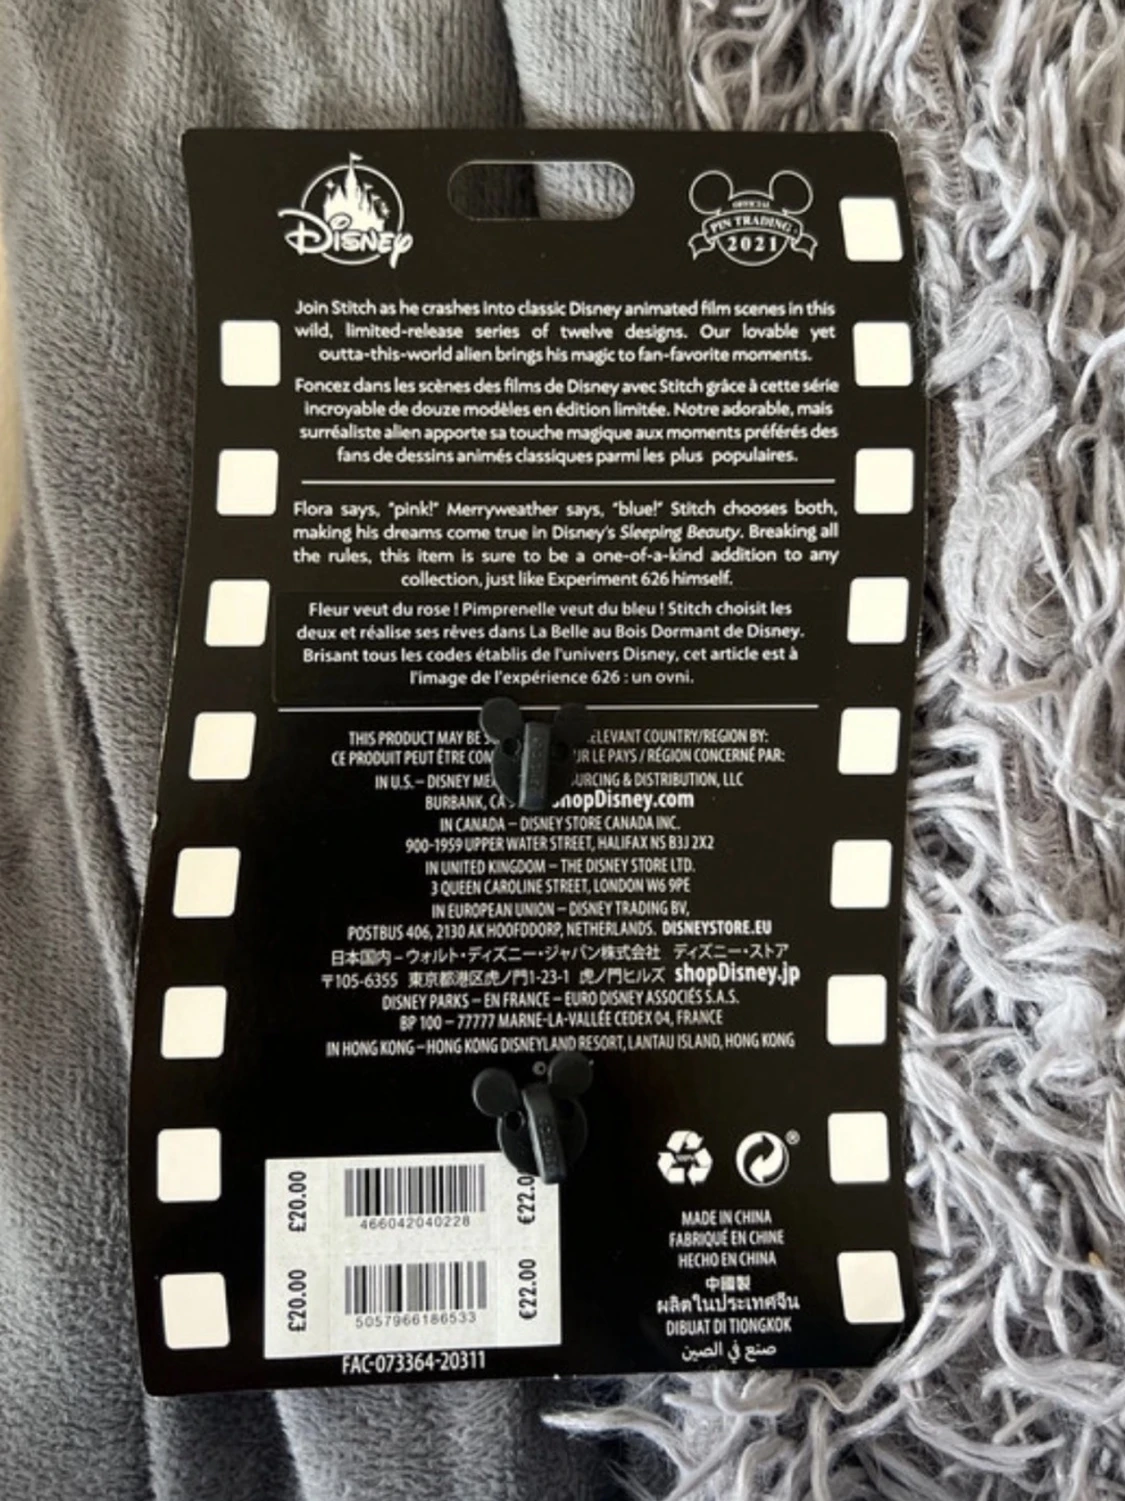 Disney
OFFICIAL
PIN TRADING
2021
Join Stitch as he crashes into classic Disney animated film scenes in this
wild, limited-release series of twelve designs. Our lovable yet
outta-this-world alien brings his magic to fan-favorite moments.
Foncez dans les scènes des films de Disney avec Stitch grâce à cette série
incroyable de douze modèles en édition limitée. Notre adorable, mais
surréaliste alien apporte sa touche magique aux moments préférés des
fans de dessins animés classiques parmi les plus populaires.
Flora says, "pink!" Merryweather says, "blue!" Stitch chooses both,
making his dreams come true in Disney's Sleeping Beauty. Breaking all
the rules, this item is sure to be a one-of-a-kind addition to any
collection, just like Experiment 626 himself.
Fleur veut du rose ! Pimprenelle veut du bleu ! Stitch choisit les
deux et réalise ses rêves dans La Belle au Bois Dormant de Disney.
Brisant tous les codes établis de l'univers Disney, cet article est à
l'image de l'expérience 626 : un ovni.
THIS PRODUCT MAY BE COUNTRY/REGION BY:
CE PRODUIT PEUT ÊTRE LE PAYS / RÉGION CONCERNÉ PAR:
IN U.S. – DISNEY & DISTRIBUTION, LLC
BURBANK, CA shopDisney.com
IN CANADA – DISNEY STORE CANADA INC.
900-1959 UPPER WATER STREET, HALIFAX NS B3J 2X2
IN UNITED KINGDOM – THE DISNEY STORE LTD.
3 QUEEN CAROLINE STREET, LONDON W6 9PE
IN EUROPEAN UNION – DISNEY TRADING BV,
POSTBUS 406, 2130 AK HOOFDDORP, NETHERLANDS. DISNEYSTORE.EU
日本国内 – ウォルト・ディズニー・ジャパン株式会社 ディズニー・ストア
〒105-6355 東京都港区虎ノ門1-23-1 虎ノ門ヒルズ shopDisney.jp
DISNEY PARKS – EN FRANCE – EURO DISNEY ASSOCIÉS S.A.S.
BP 100 – 77777 MARNE-LA-VALLÉE CEDEX 04, FRANCE
IN HONG KONG – HONG KONG DISNEYLAND RESORT, LANTAU ISLAND, HONG KONG
©
£20.00
466042040228
€22.0
£20.00
5057966186533
€22.00
FAC-073364-20311
®
MADE IN CHINA
FABRIQUÉ EN CHINE
HECHO EN CHINA
中國製
ผลิตในประเทศจีน
DIBUAT DI TIONGKOK
صنع في الصين